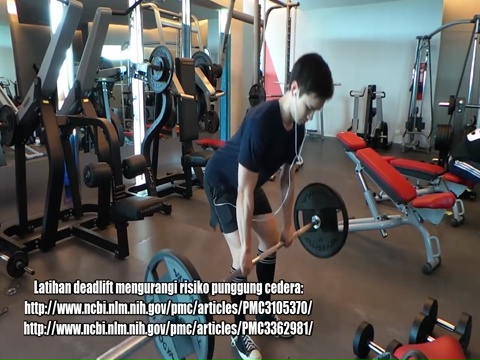 Latihan deadlift mengurangi risiko punggung cedera:
http://www.ncbi.nlm.nih.gov/pmc/articles/PMC3105370/
http://www.ncbi.nlm.nih.gov/pmc/articles/PMC3362981/